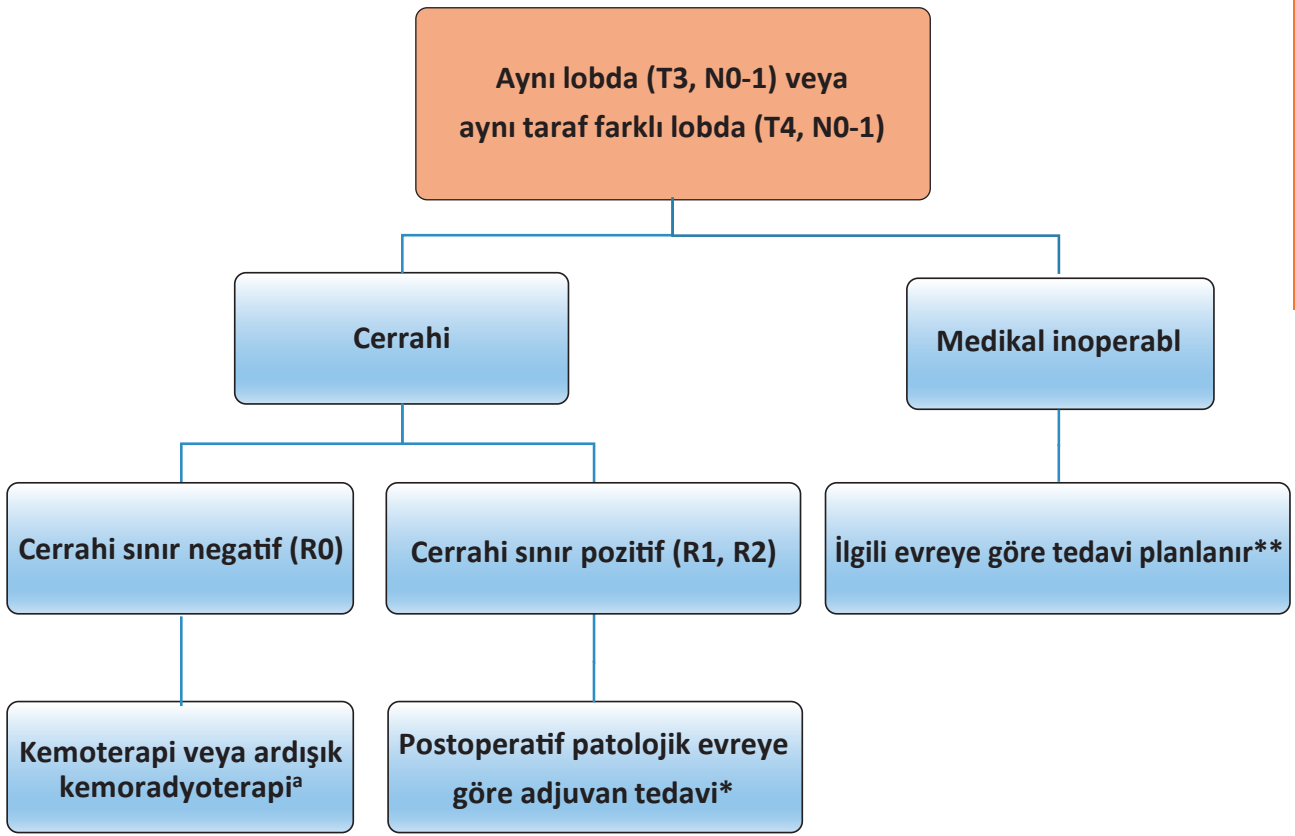 Aynı lobda (T3, N0-1) veya
aynı taraf farklı lobda (T4, N0-1)
Cerrahi
Medikal inoperabl
Cerrahi sınır negatif (R0)
Cerrahi sınır pozitif (R1, R2)
İlgili evreye göre tedavi planlanır**
Kemoterapi veya ardışık
kemoradyoterapiᵃ
Postoperatif patolojik evreye
göre adjuvan tedavi*